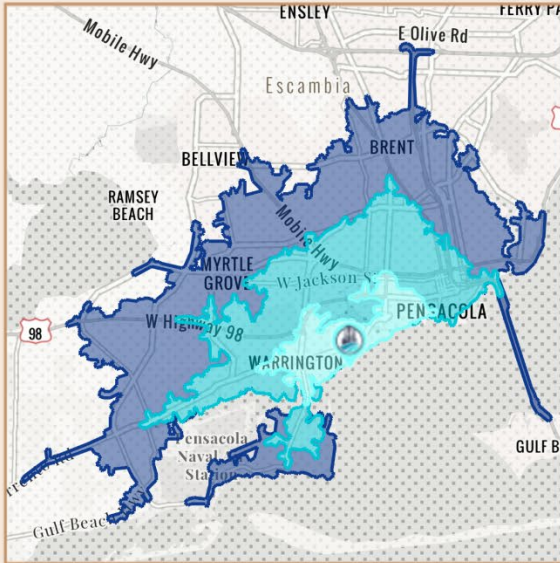 ENSLEY
FERRY PA
E Olive Rd
Mobile Hwy
Escambia
BRENT
BELLVIEW
RAMSEY
BEACH
Mobile Hwy
MYRTLE
GROVE
W Jackson S
PENSACOLA
98
W Highway 98
WARRINGTON
Pensacola
Naval
Station
GULF B
Gulf Beach